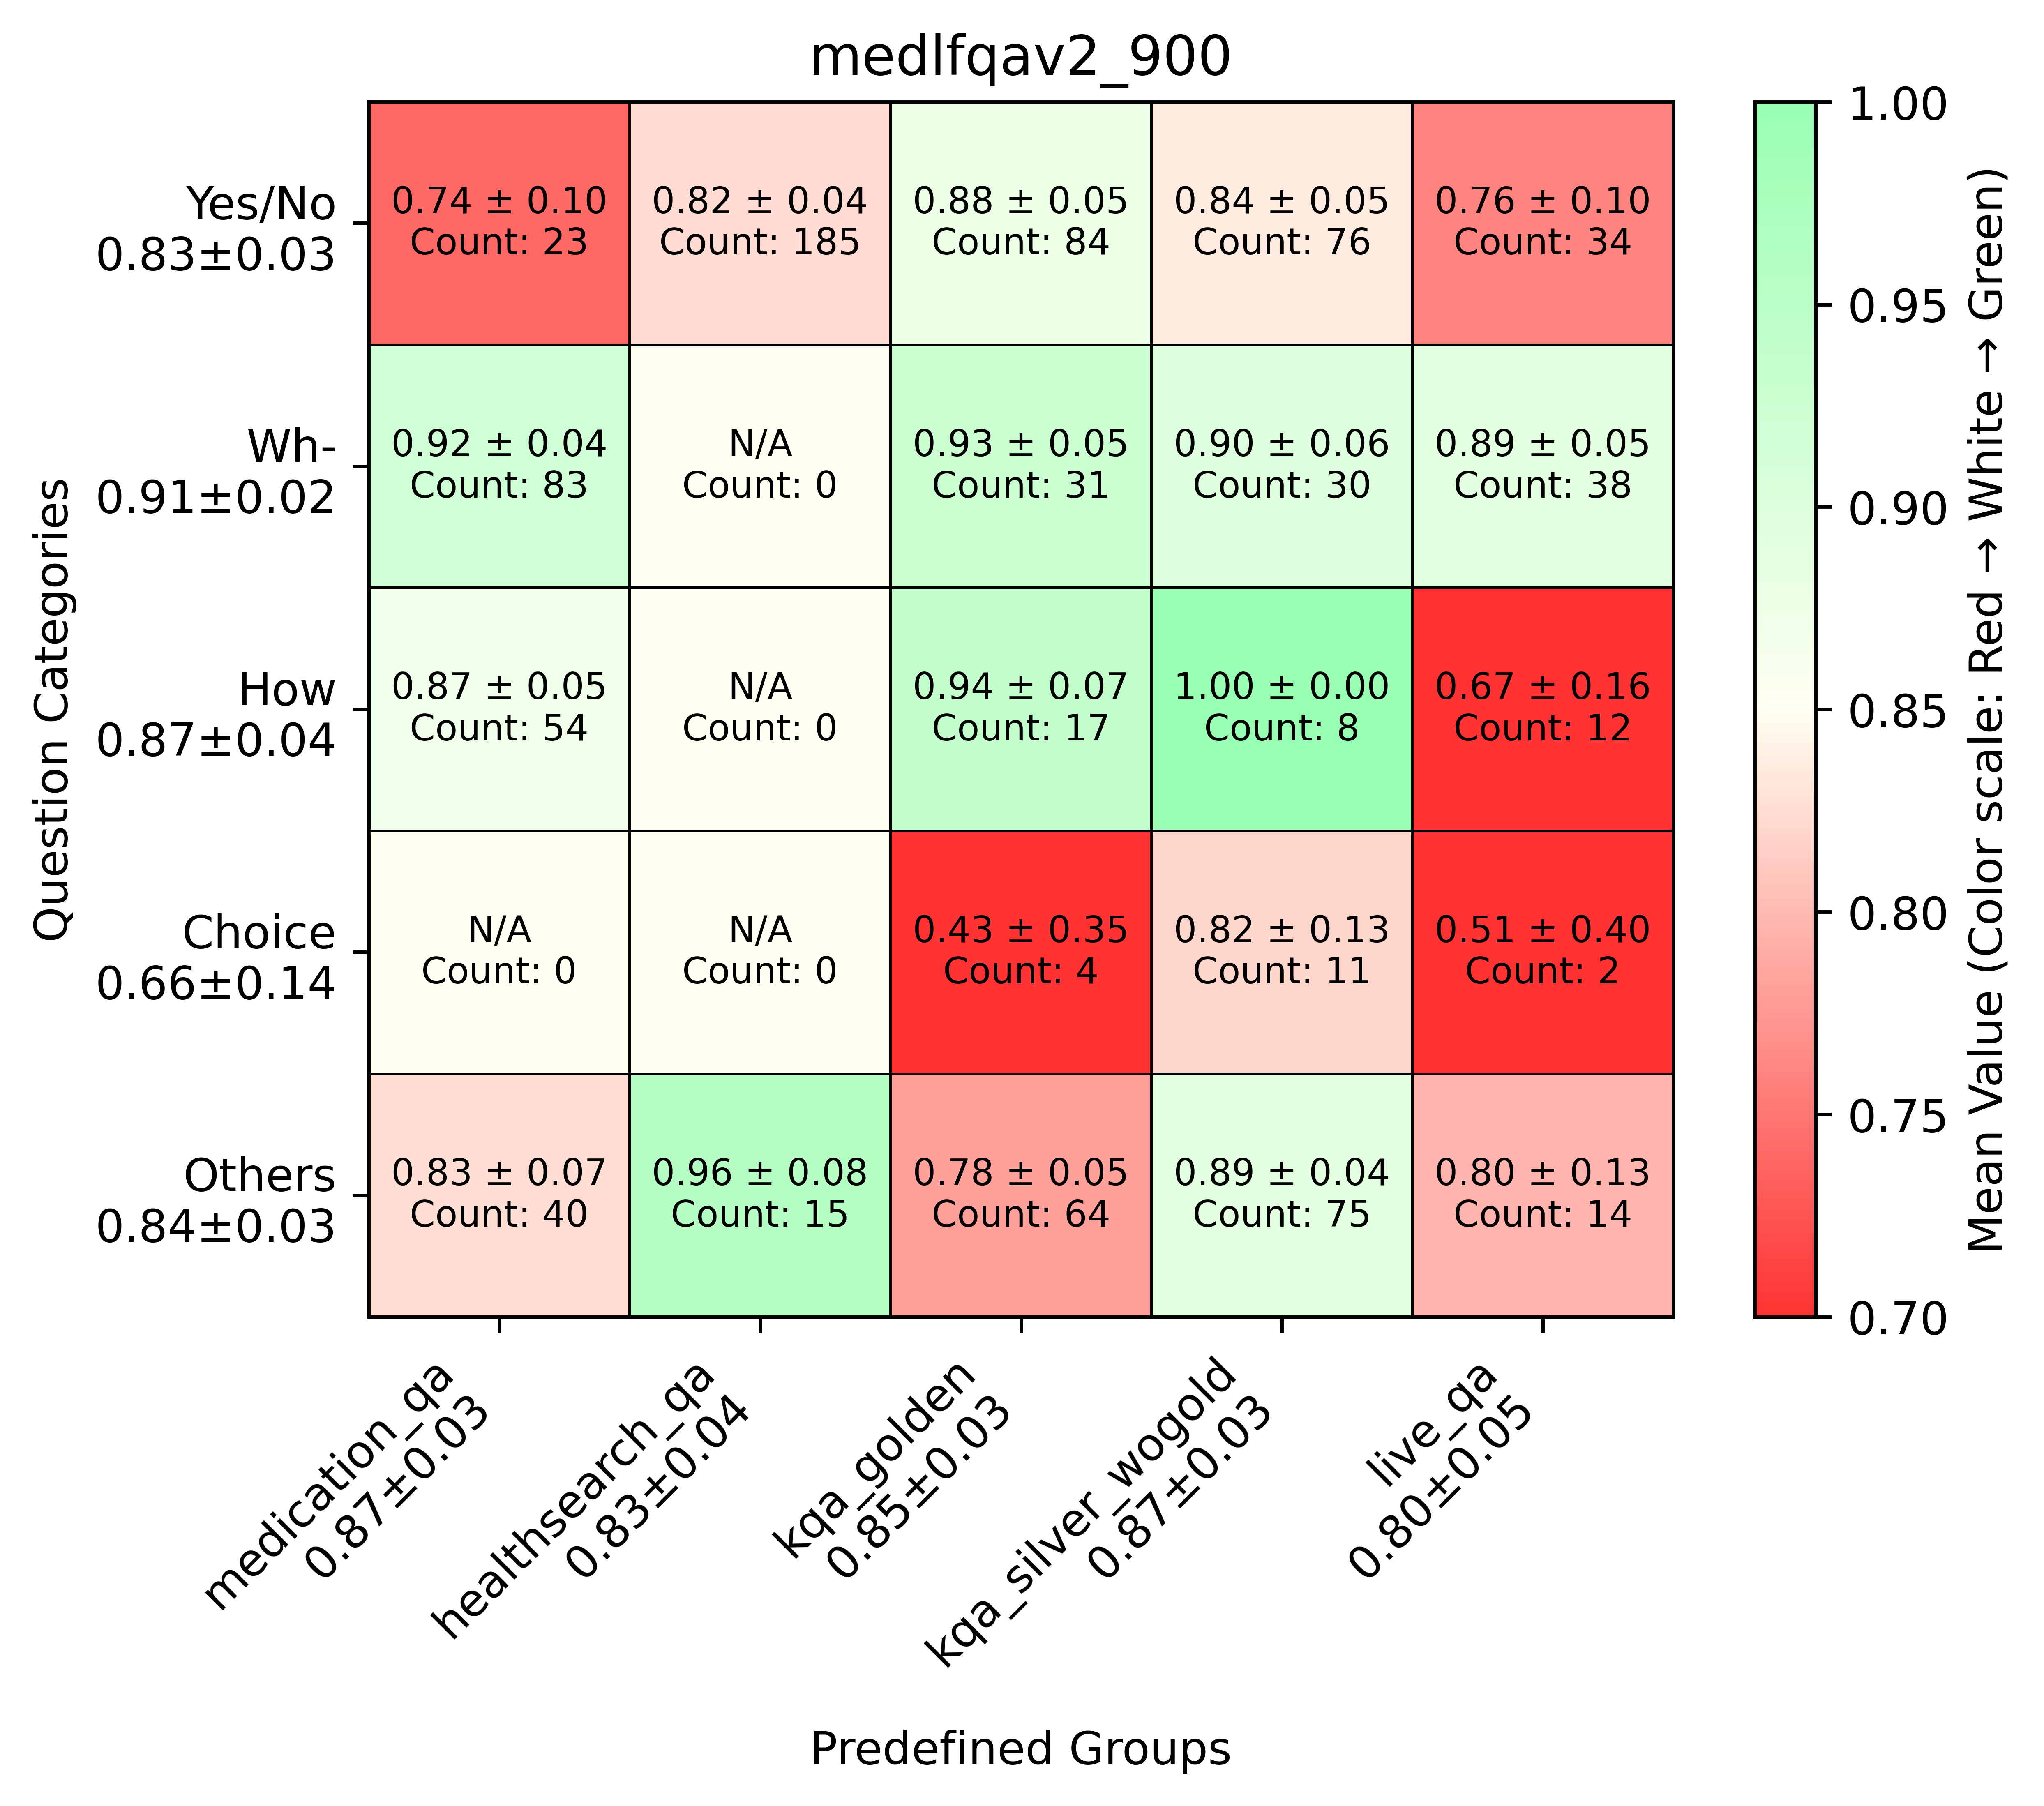 medlfqav2_900
Yes/No
0.83±0.03
0.74 ± 0.10
Count: 23
0.82 ± 0.04
Count: 185
0.88 ± 0.05
Count: 84
0.84 ± 0.05
Count: 76
0.76 ± 0.10
Count: 34
Wh-
0.91±0.02
0.92 ± 0.04
Count: 83
N/A
Count: 0
0.93 ± 0.05
Count: 31
0.90 ± 0.06
Count: 30
0.89 ± 0.05
Count: 38
How
0.87±0.04
0.87 ± 0.05
Count: 54
N/A
Count: 0
0.94 ± 0.07
Count: 17
1.00 ± 0.00
Count: 8
0.67 ± 0.16
Count: 12
Choice
0.66±0.14
N/A
Count: 0
N/A
Count: 0
0.43 ± 0.35
Count: 4
0.82 ± 0.13
Count: 11
0.51 ± 0.40
Count: 2
Others
0.84±0.03
0.83 ± 0.07
Count: 40
0.96 ± 0.08
Count: 15
0.78 ± 0.05
Count: 64
0.89 ± 0.04
Count: 75
0.80 ± 0.13
Count: 14
Question Categories
medication_qa
0.87±0.03
healthsearch_qa
0.83±0.04
kqa_golden
0.85±0.03
kqa_silver_wogold
0.87±0.03
live_qa
0.80±0.05
Predefined Groups
1.00
0.95
0.90
0.85
0.80
0.75
0.70
Mean Value (Color scale: Red → White → Green)